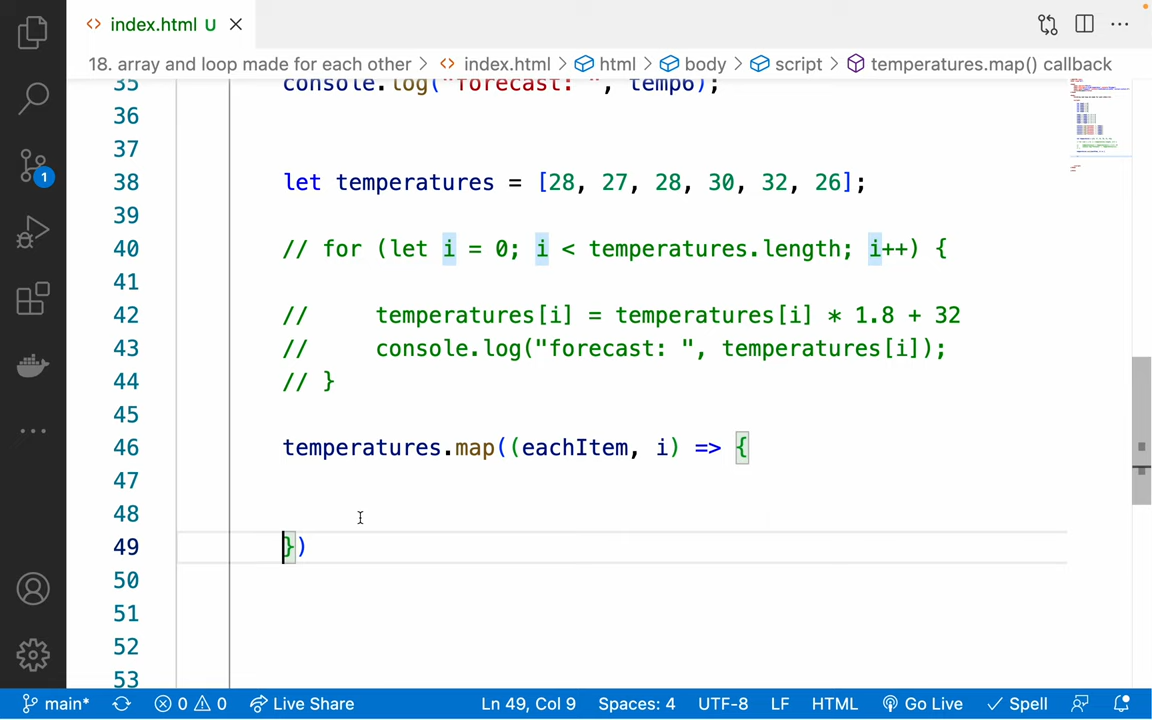 index.html U
18. array and loop made for each other > index.html > html > body > script > temperatures.map() callback
35 console.log("forecast: ", temp6);
36
37
38 let temperatures = [28, 27, 28, 30, 32, 26];
39
40 // for (let i = 0; i < temperatures.length; i++) {
41
42 //     temperatures[i] = temperatures[i] * 1.8 + 32
43 //     console.log("forecast: ", temperatures[i]);
44 // }
45
46 temperatures.map((eachItem, i) => {
47
48
49 })
50
51
52
53
1
main* 0 0 Live Share Ln 49, Col 9 Spaces: 4 UTF-8 LF HTML Go Live Spell